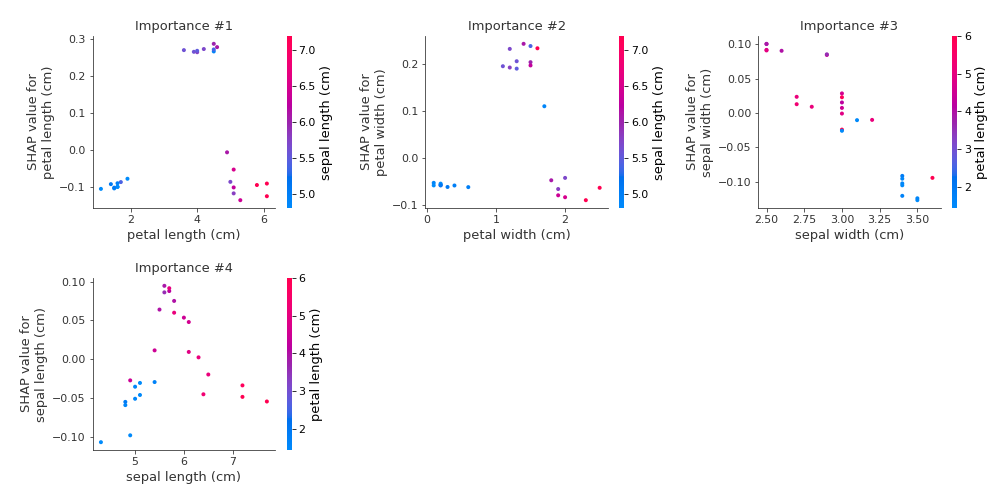 Importance #1
0.3
0.2
0.1
0.0
−0.1
SHAP value for
petal length (cm)
2
4
6
petal length (cm)
7.0
6.5
6.0
5.5
5.0
sepal length (cm)
Importance #2
0.2
0.1
0.0
−0.1
SHAP value for
petal width (cm)
0
1
2
petal width (cm)
7.0
6.5
6.0
5.5
5.0
sepal length (cm)
Importance #3
0.10
0.05
0.00
−0.05
−0.10
SHAP value for
sepal width (cm)
2.50
2.75
3.00
3.25
3.50
sepal width (cm)
6
5
4
3
2
petal length (cm)
Importance #4
0.10
0.05
0.00
−0.05
−0.10
SHAP value for
sepal length (cm)
5
6
7
sepal length (cm)
6
5
4
3
2
petal length (cm)